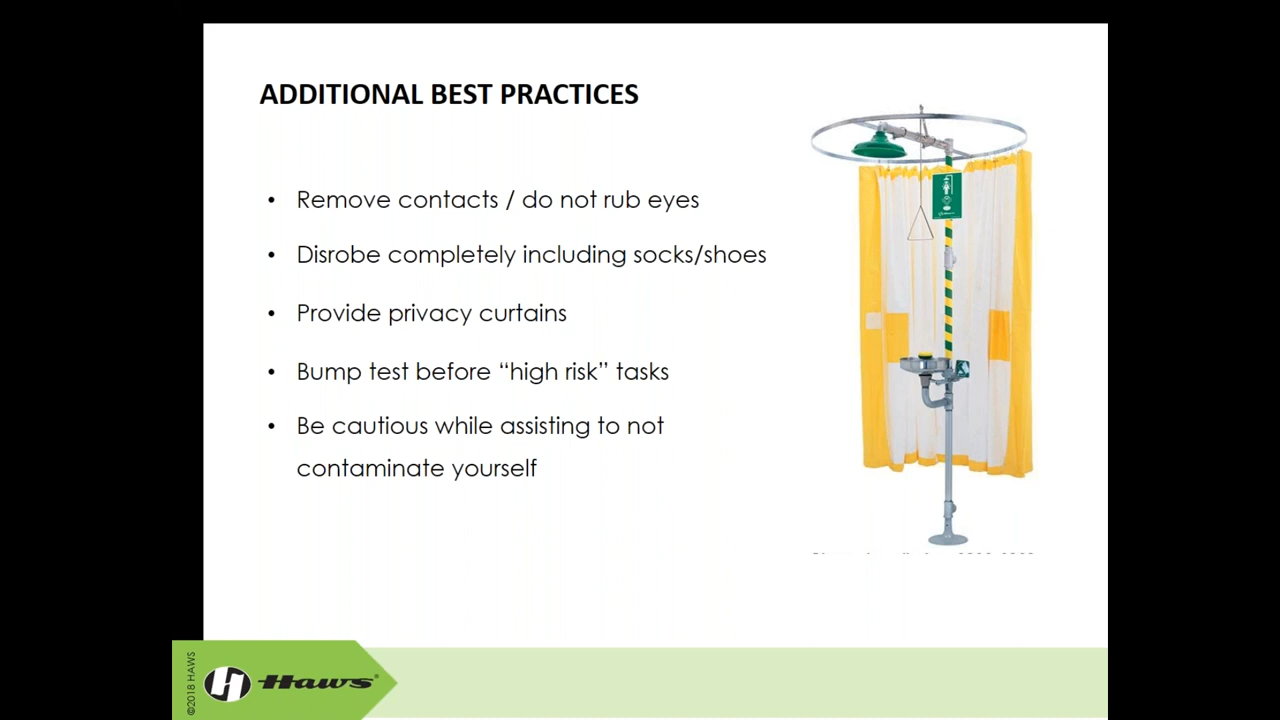 ADDITIONAL BEST PRACTICES
• Remove contacts / do not rub eyes
• Disrobe completely including socks/shoes
• Provide privacy curtains
• Bump test before “high risk” tasks
• Be cautious while assisting to not
contaminate yourself
©2018 HAWS
H Haws®